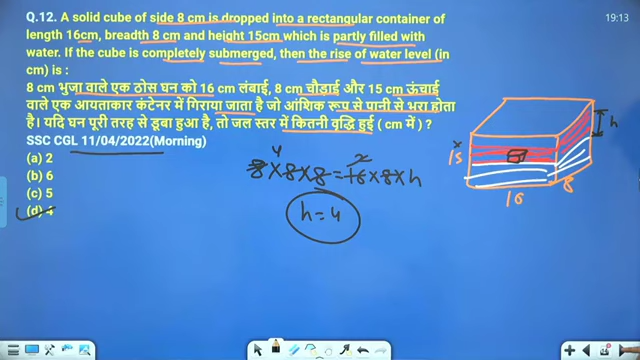 19:13
Q.12. A solid cube of side 8 cm is dropped into a rectangular container of
length 16cm, breadth 8 cm and height 15cm which is partly filled with
water. If the cube is completely submerged, then the rise of water level (in
cm) is :
8 cm भुजा वाले एक ठोस घन को 16 cm लंबाई, 8 cm चौड़ाई और 15 cm ऊंचाई
वाले एक आयताकार कंटेनर में गिराया जाता है जो आंशिक रूप से पानी से भरा होता
है। यदि घन पूरी तरह से डूबा हुआ है, तो जल स्तर में कितनी वृद्धि हुई ( cm में ) ?
SSC CGL 11/04/2022(Morning)
(a) 2
(b) 6
(c) 5
(d) 4
4 2
8 × 8 × 8 = 16 × 8 × h
h = 4
h
15
16
8